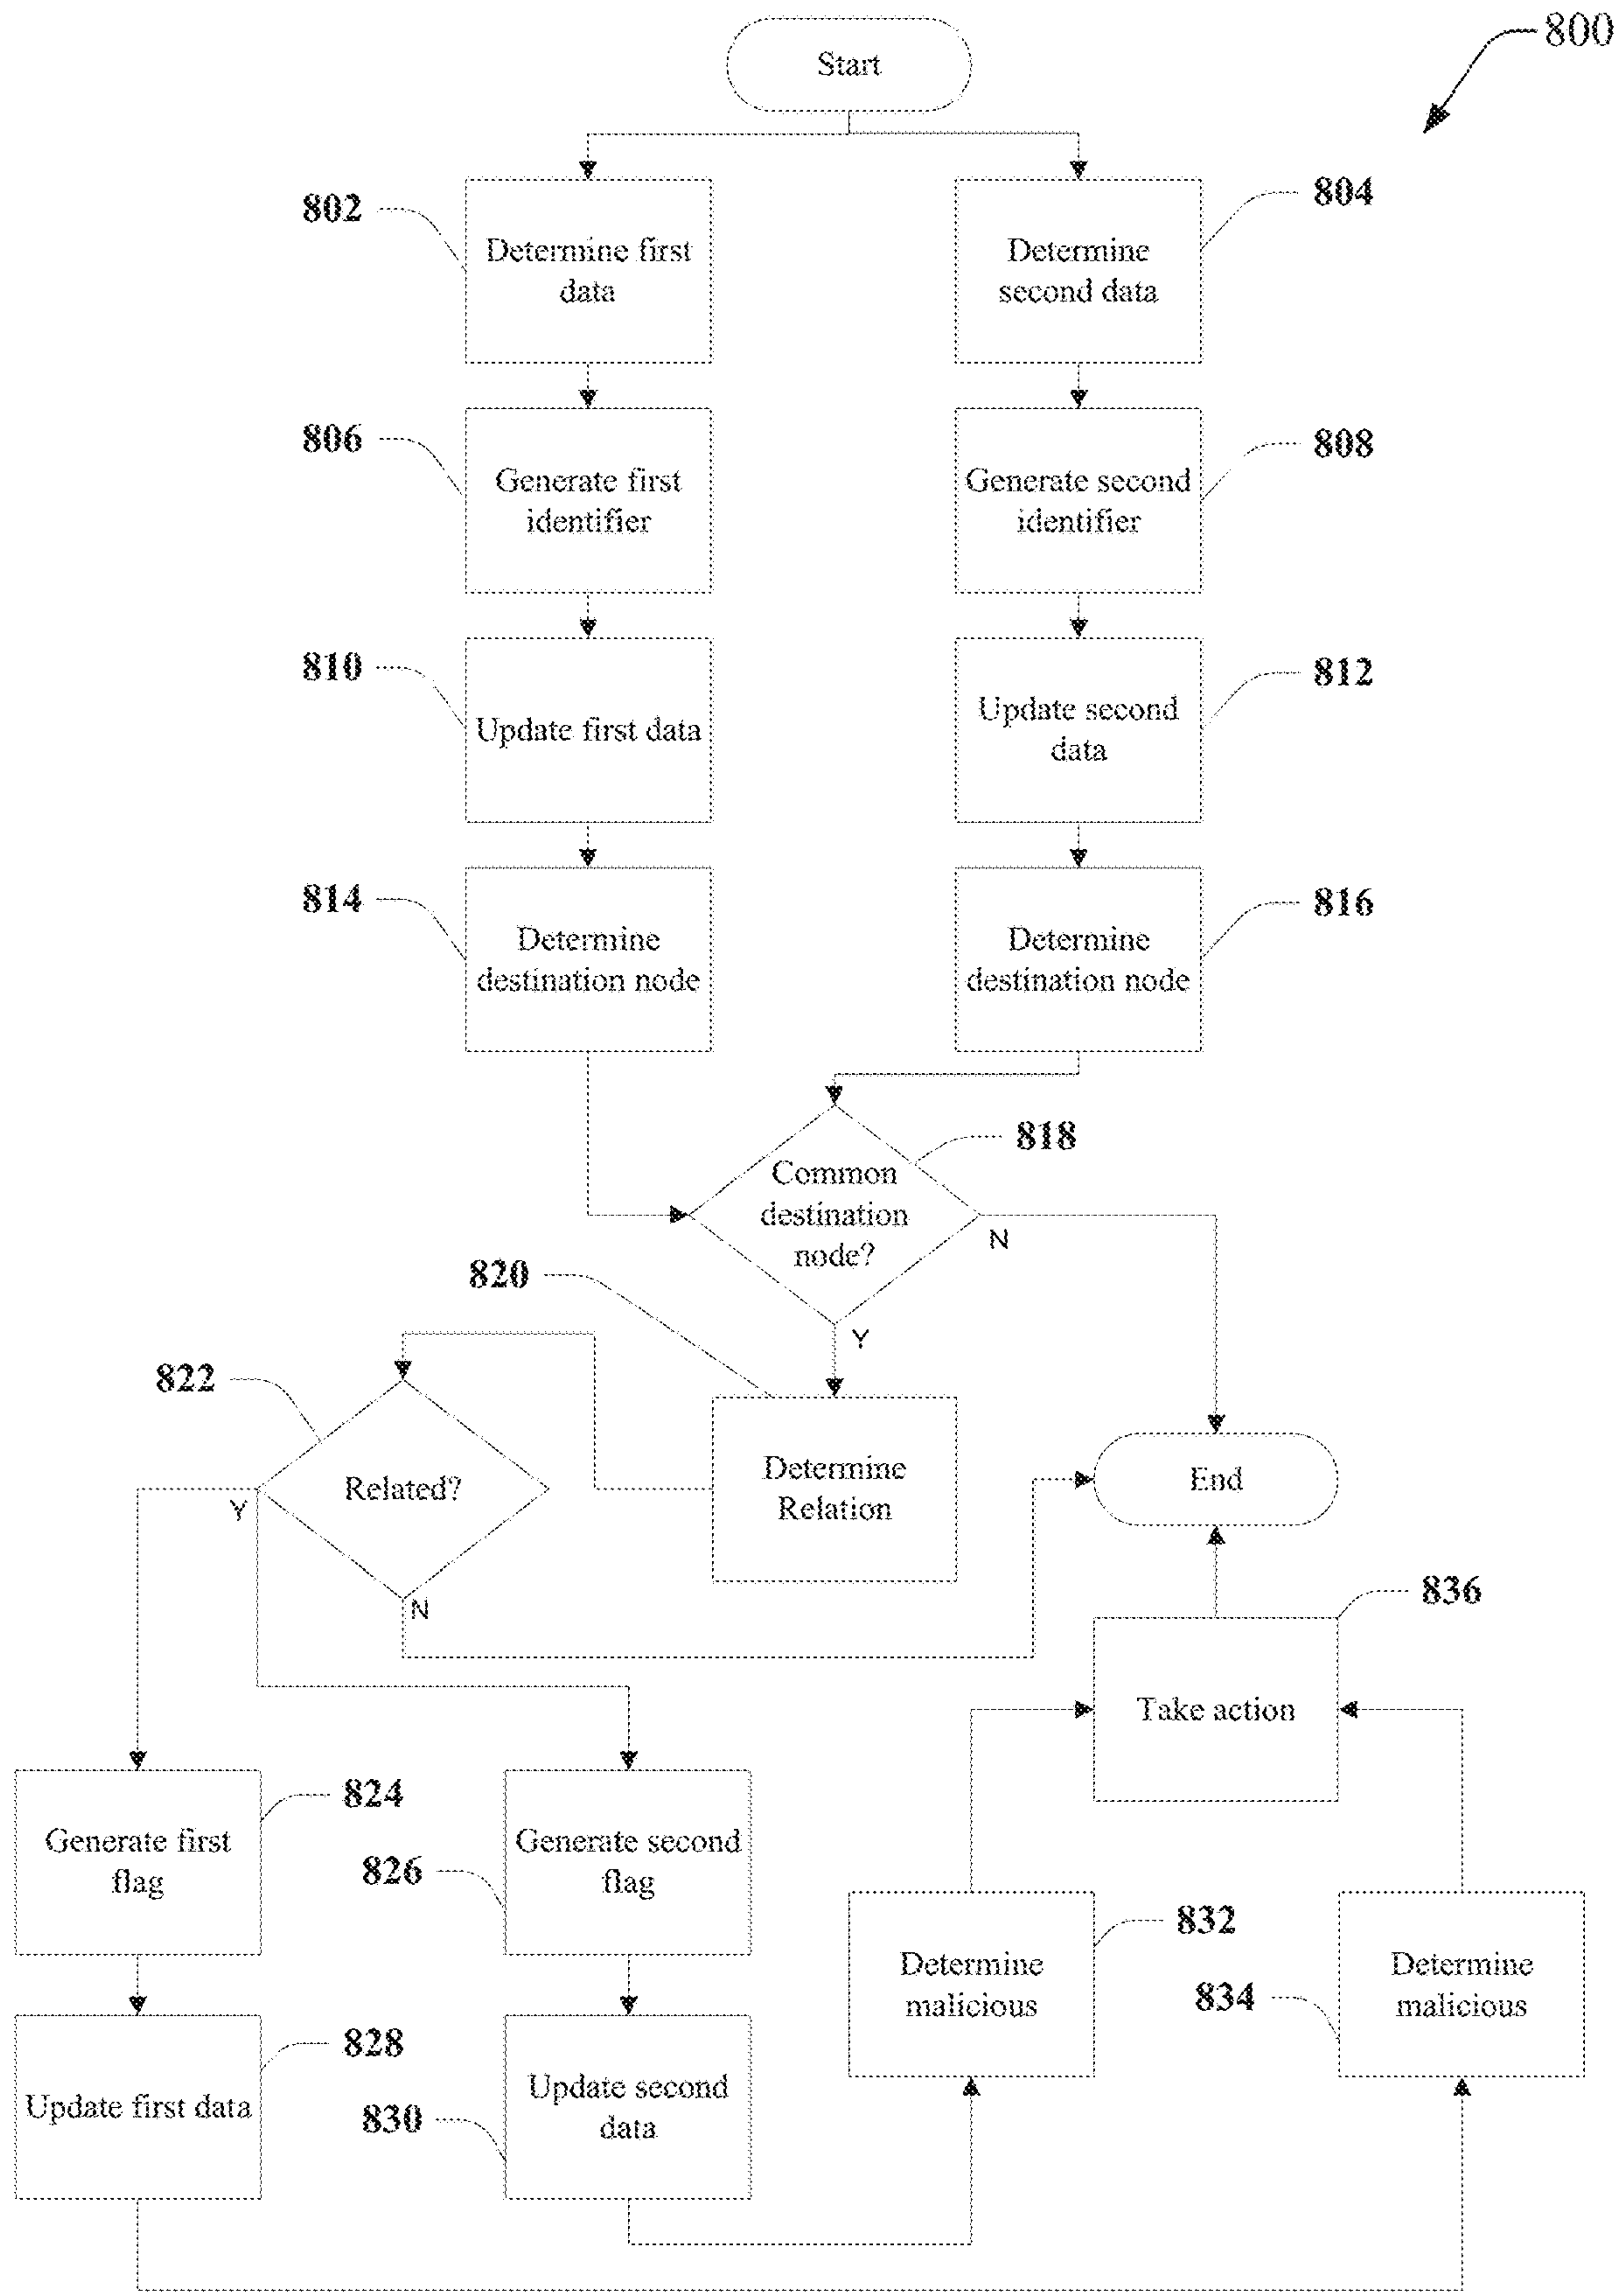 800
Start
802
804
Determine first
data
Determine
second data
806
808
Generate first
identifier
Generate second
identifier
810
812
Update first data
Update second
data
814
816
Determine
destination node
Determine
destination node
818
Common
destination
node?
N
Y
820
822
Related?
Y
N
Determine
Relation
End
836
Take action
824
Generate first
flag
826
Generate second
flag
832
Determine
malicious
834
Determine
malicious
828
Update first data
830
Update second
data